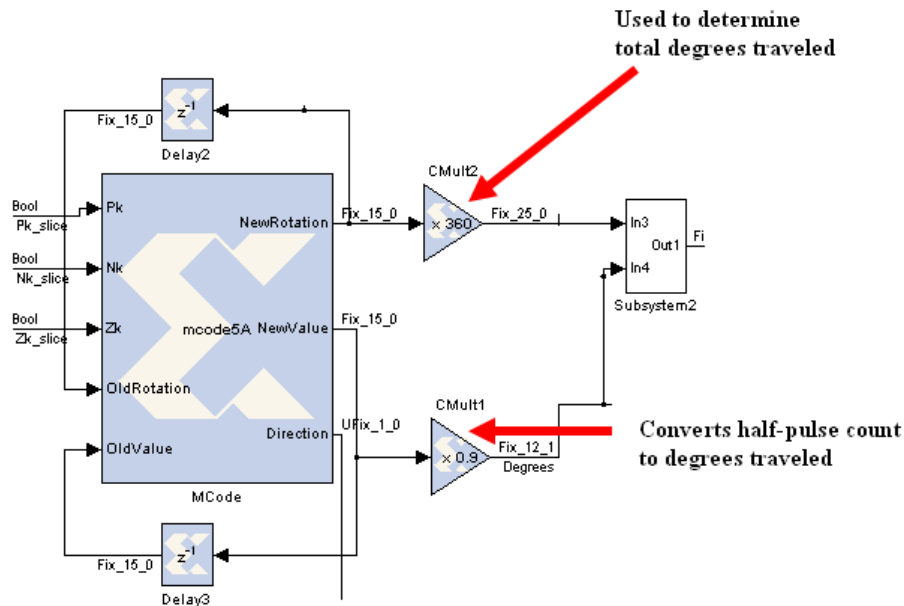 Used to determine
total degrees traveled
z-1
Fix_15_0
Delay2
CMult2
Bool
Pk_slice
Pk
NewRotation
Fix_15_0
x 360
Fix_25_0
In3
Out1
Fi
Bool
Nk_slice
Nk
In4
Subsystem2
Bool
Zk_slice
Zk
mcode5A
NewValue
Fix_15_0
OldRotation
CMult1
Direction
UFix_1_0
x 0.9
Fix_12_1
Degrees
Converts half-pulse count
to degrees traveled
OldValue
MCode
z-1
Fix_15_0
Delay3